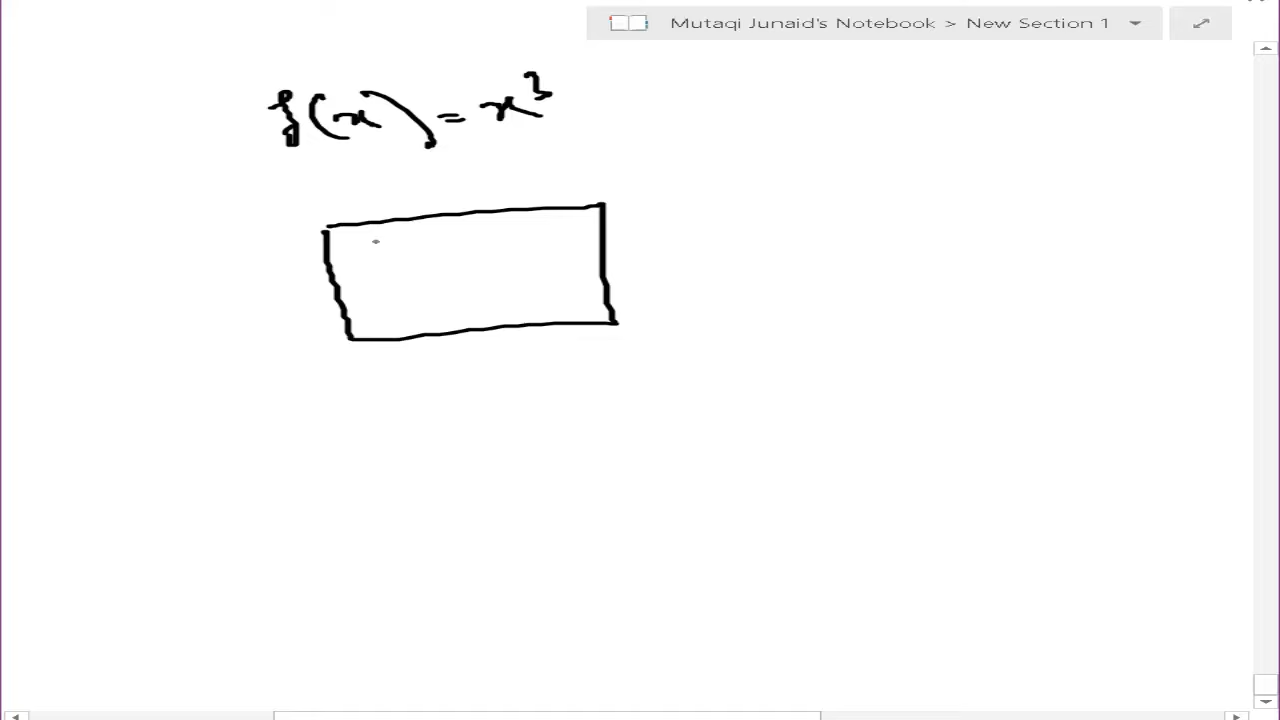 Mutaqi Junaid's Notebook > New Section 1
f(x) = x³